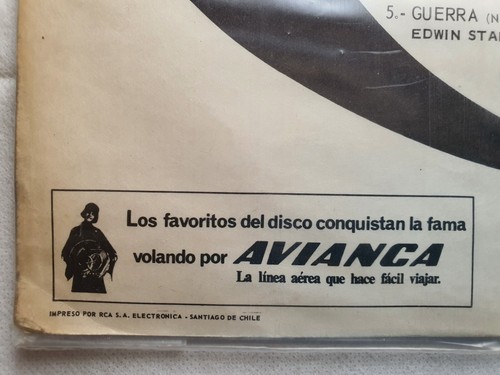 5.- GUERRA
EDWIN
Los favoritos del disco conquistan la fama
volando por AVIANCA
La línea aérea que hace fácil viajar.
IMPRESO POR RCA S.A. ELECTRONICA - SANTIAGO DE CHILE